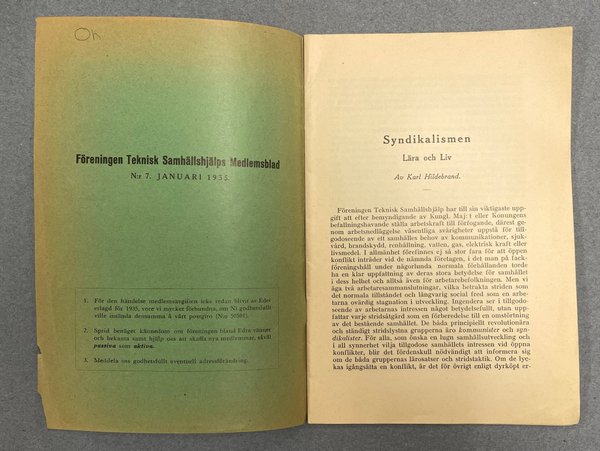 Ok
Föreningen Teknisk Samhällshjälps Medlemsblad
N:r 7. JANUARI 1935.
1. För den händelse medlemsavgiften icke redan blivit av Eder
erlagd för 1935, vore vi mycket förbundna, om Ni godhetsfullt
ville insända densamma å vårt postgiro (N:o 50501).
2. Sprid benäget kännedom om föreningen bland Edra vänner
och bekanta samt hjälp oss att skaffa nya medlemmar, såväl
passiva som aktiva.
3. Meddela oss godhetsfullt eventuell adressförändring.
Syndikalismen
Lära och Liv
Av Karl Hildebrand.
Föreningen Teknisk Samhällshjälp har till sin viktigaste upp-
gift att efter bemyndigande av Kungl. Maj:t eller Konungens
befallningshavande ställa arbetskraft till förfogande, därest ge-
nom arbetsnedläggelse väsentliga svårigheter uppstå för till-
godoseende av ett samhälles behov av kommunikationer, sjuk-
vård, brandskydd, renhållning, vatten, gas, elektrisk kraft eller
livsmedel. I allmänhet förefinnes ej så stor fara för att öppen
konflikt inträder vid de nämnda företagen, i det man på fack-
föreningshåll under någorlunda normala förhållanden torde
ha en klar uppfattning av deras stora betydelse för samhället
i dess helhet och alltså även för arbetarebefolkningen. Men vi
äga två arbetaresammanslutningar, vilka betrakta striden som
det normala tillståndet och långvarig social fred som en arbetar-
nas ovärdig stagnation i utveckling. Ingendera ser i tillgodo-
seende av arbetarnas intressen något betydelsefullt, utan upp-
fattar varje stridsåtgärd som en förberedelse till en omstörtning
av det bestående samhället. De båda principiellt revolutionära
och ständigt stridslystna grupperna äro kommunister och syn-
dikalister. För alla, som önska en lugn samhällsutveckling och
i all synnerhet vilja tillgodose samhällets intressen vid öppna
konflikter, blir det fördenskull nödvändigt att informera sig
om de båda gruppernas lärosatser och stridstaktik. Om de lyc-
kas igångsätta en konflikt, är det för övrigt enligt dyrköpt er-